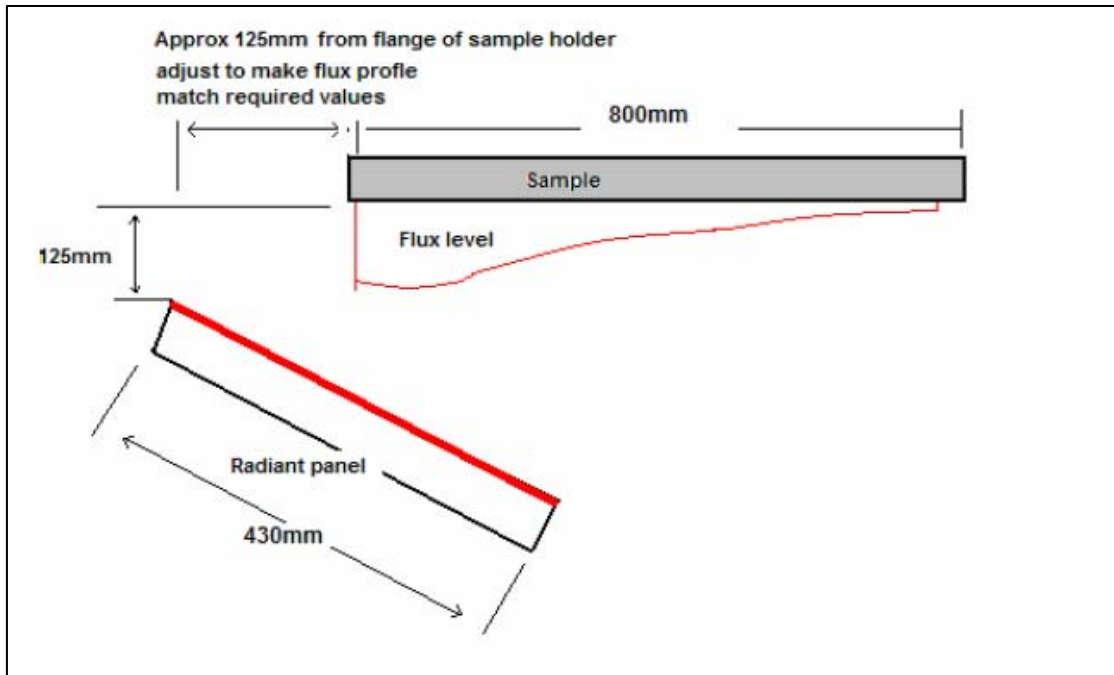 Approx 125mm from flange of sample holder
adjust to make flux profle
match required values
800mm
Sample
Flux level
125mm
Radiant panel
430mm